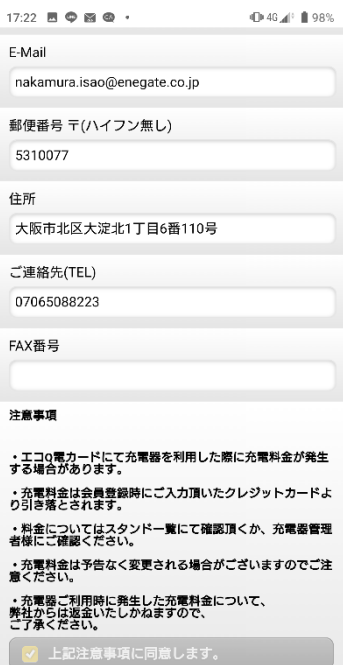 17:22
4G
98%
E-Mail
nakamura.isao@enegate.co.jp
郵便番号 〒(ハイフン無し)
5310077
住所
大阪市北区大淀北1丁目6番110号
ご連絡先(TEL)
07065088223
FAX番号
注意事項
・エコQ電カードにて充電器を利用した際に充電料金が発生
する場合があります。
・充電料金は会員登録時にご入力頂いたクレジットカードよ
り引き落とされます。
・料金についてはスタンド一覧にて確認頂くか、充電器管理
者様にご確認ください。
・充電料金は予告なく変更される場合がございますのでご注
意ください。
・充電器ご利用時に発生した充電料金について、
弊社からは返金いたしかねますので、
ご了承ください。
上記注意事項に同意します。